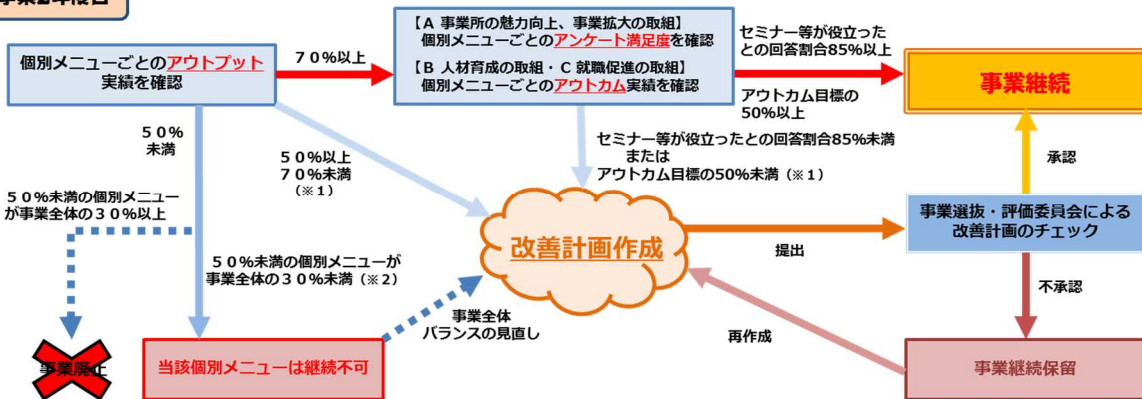 事業2年度目
個別メニューごとのアウトプット
実績を確認
７０％以上
【A 事業所の魅力向上、事業拡大の取組】
個別メニューごとのアンケート満足度を確認
【B 人材育成の取組・C 就職促進の取組】
個別メニューごとのアウトカム実績を確認
セミナー等が役立った
との回答割合85％以上
アウトカム目標の
50％以上
事業継続
５０％
未満
５０％以上
７０％未満
（※１）
セミナー等が役立ったとの回答割合85％未満
または
アウトカム目標の50％未満（※１）
承認
５０％未満の個別メニュー
が事業全体の３０％以上
改善計画作成
提出
事業選抜・評価委員会による
改善計画のチェック
５０％未満の個別メニューが
事業全体の３０％未満（※２）
不承認
事業全体
バランスの見直し
再作成
事業廃止
当該個別メニューは継続不可
事業継続保留